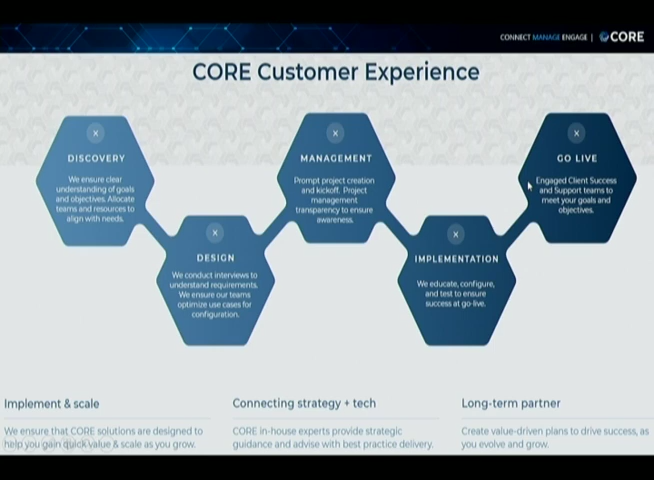 CONNECT MANAGE ENGAGE | CORE
CORE Customer Experience
DISCOVERY
We ensure clear
understanding of goals
and objectives. Allocate
teams and resources to
align with needs.
DESIGN
We conduct interviews to
understand requirements.
We ensure our teams
optimize use cases for
configuration.
MANAGEMENT
Prompt project creation
and kickoff. Project
management
transparency to ensure
awareness.
IMPLEMENTATION
We educate, configure,
and test to ensure
success at go-live.
GO LIVE
Engaged Client Success
and Support teams to
meet your goals and
objectives.
Implement & scale
We ensure that CORE solutions are designed to
help you gain quick value & scale as you grow.
Connecting strategy + tech
CORE in-house experts provide strategic
guidance and advise with best practice delivery.
Long-term partner
Create value-driven plans to drive success, as
you evolve and grow.